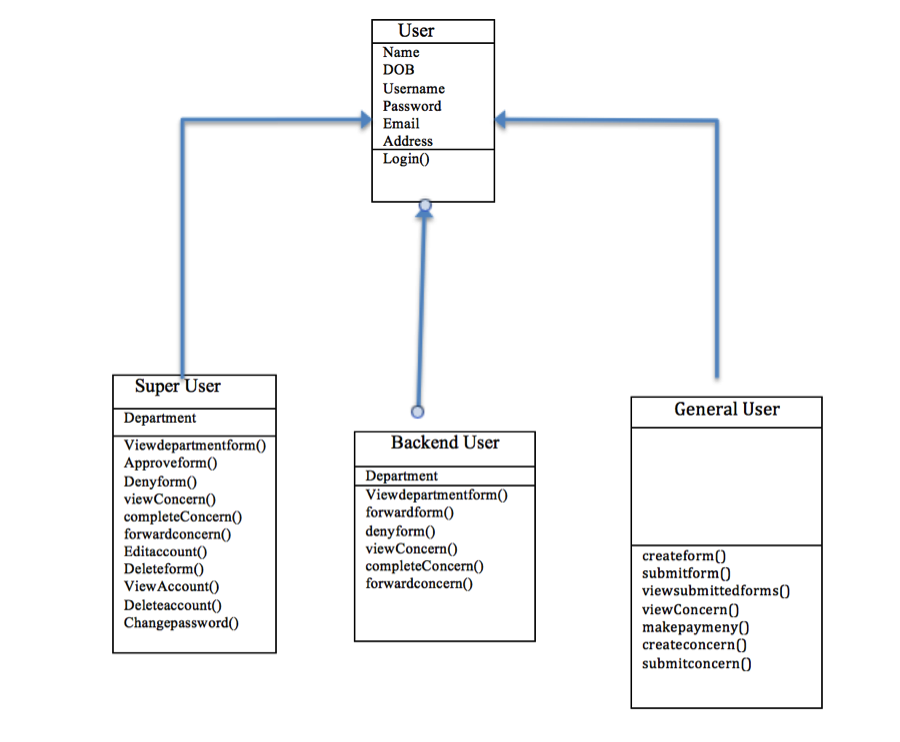 User
Name
DOB
Username
Password
Email
Address
Login()
Super User
Department
Viewdepartmentform()
Approveform()
Denyform()
viewConcern()
completeConcern()
forwardconcern()
Editaccount()
Deleteform()
ViewAccount()
Deleteaccount()
Changepassword()
Backend User
Department
Viewdepartmentform()
forwardform()
denyform()
viewConcern()
completeConcern()
forwardconcern()
General User
createform()
submitform()
viewsubmittedforms()
viewConcern()
makepaymeny()
createconcern()
submitconcern()